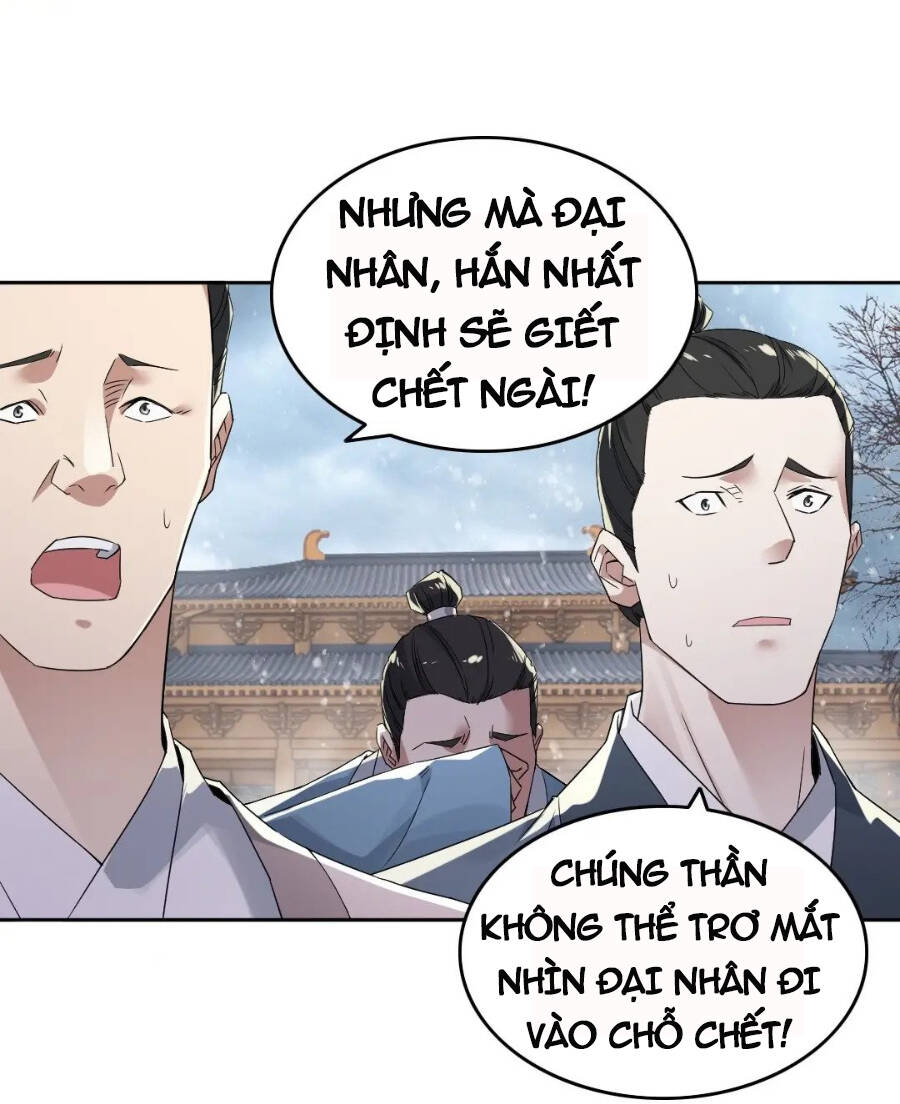 NHƯNG MÀ ĐẠI
NHÂN, HẮN NHẤT
ĐỊNH SẼ GIẾT
CHẾT NGÀI!
CHÚNG THẦN
KHÔNG THỂ TRƠ MẮT
NHÌN ĐẠI NHÂN ĐI
VÀO CHỖ CHẾT!